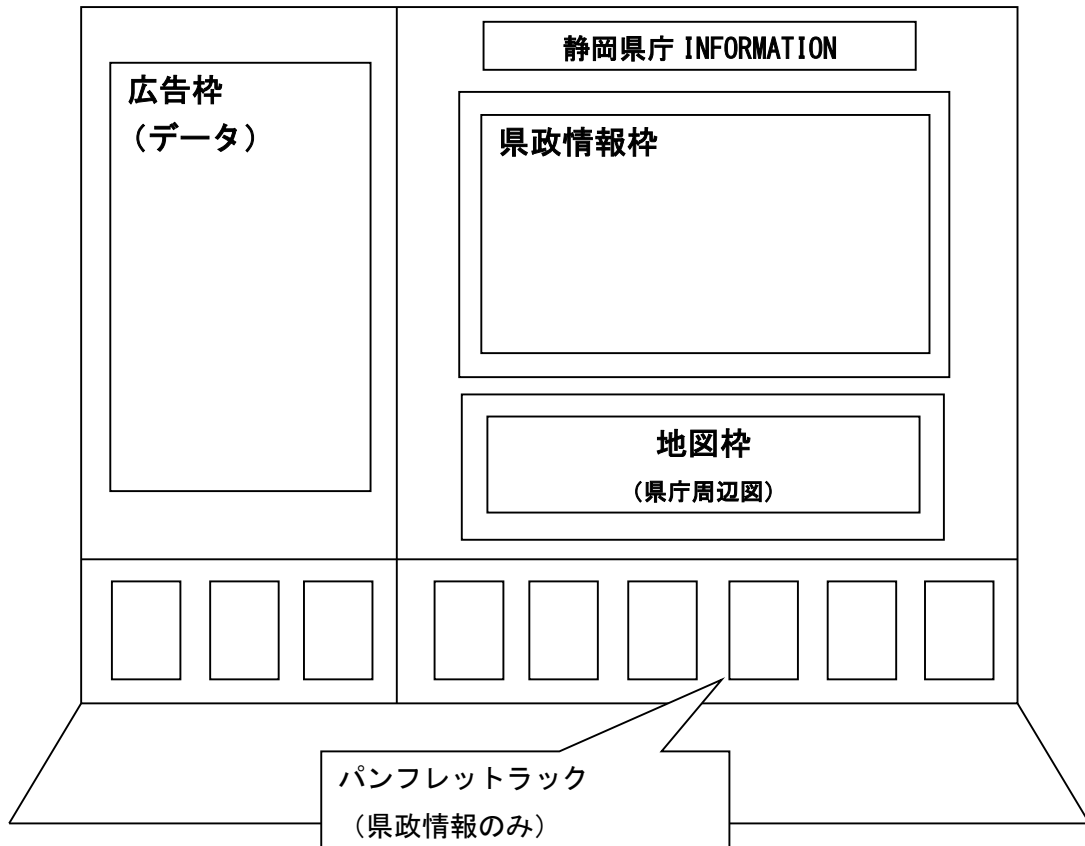 静岡県庁 INFORMATION
広告枠
（データ）
県政情報枠
地図枠
（県庁周辺図）
パンフレットラック
（県政情報のみ）